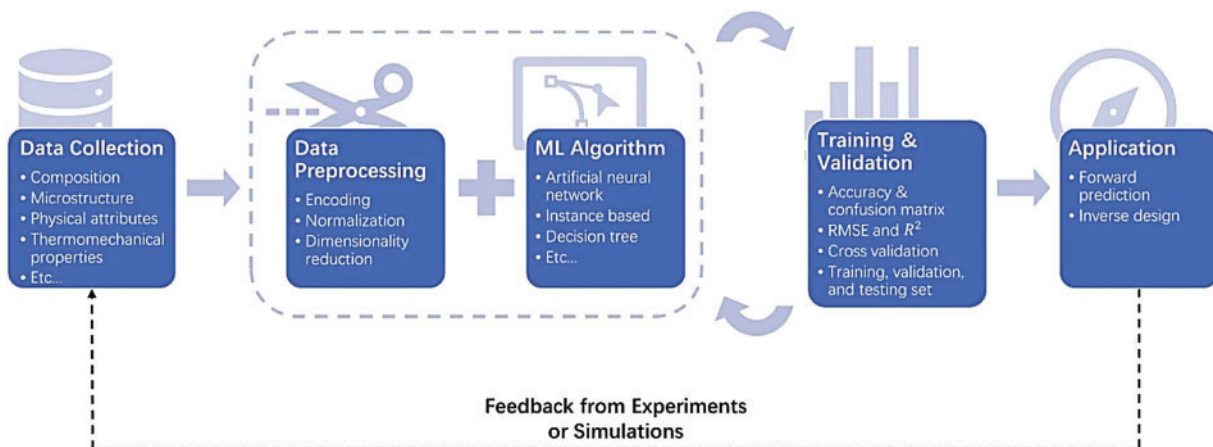 Data Collection
• Composition
• Microstructure
• Physical attributes
• Thermomechanical
properties
• Etc...
Data
Preprocessing
• Encoding
• Normalization
• Dimensionality
reduction
ML Algorithm
• Artificial neural
network
• Instance based
• Decision tree
• Etc...
Training &
Validation
• Accuracy &
confusion matrix
• RMSE and R²
• Cross validation
• Training, validation,
and testing set
Application
• Forward
prediction
• Inverse design
Feedback from Experiments
or Simulations